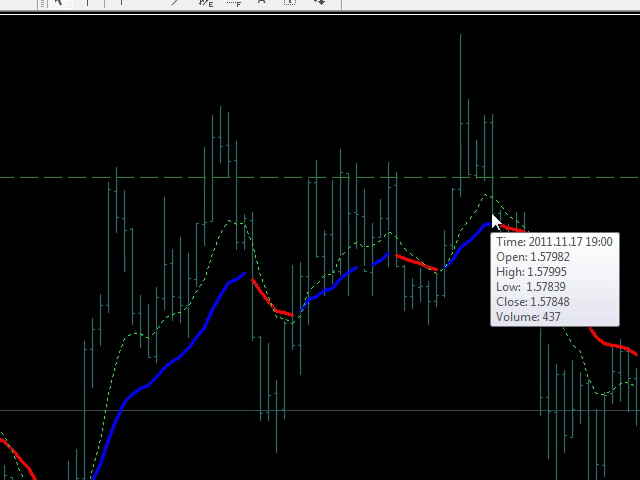 Time: 2011.11.17 19:00
Open: 1.57982
High: 1.57995
Low: 1.57839
Close: 1.57848
Volume: 437